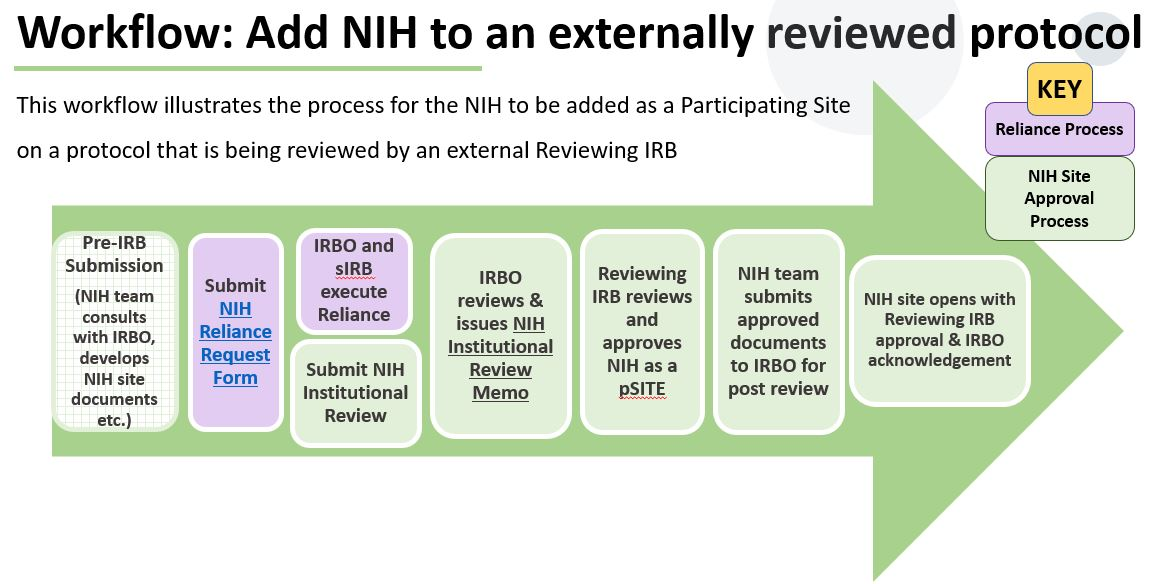 Workflow: Add NIH to an externally reviewed protocol
This workflow illustrates the process for the NIH to be added as a Participating Site
on a protocol that is being reviewed by an external Reviewing IRB
KEY
Reliance Process
NIH Site
Approval
Process
Pre-IRB
Submission
(NIH team
consults
with IRBO,
develops
NIH site
documents
etc.)
Submit
NIH
Reliance
Request
Form
IRBO and
sIRB
execute
Reliance
Submit NIH
Institutional
Review
IRBO
reviews &
issues NIH
Institutional
Review
Memo
Reviewing
IRB reviews
and
approves
NIH as a
pSITE
NIH team
submits
approved
documents
to IRBO for
post review
NIH site opens with
Reviewing IRB
approval & IRBO
acknowledgement